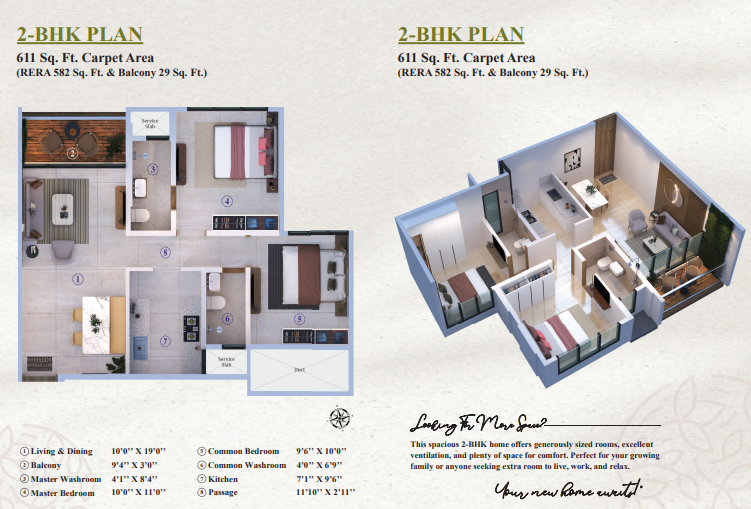 2-BHK PLAN
611 Sq. Ft. Carpet Area
(RERA 582 Sq. Ft. & Balcony 29 Sq. Ft.)
Service
Slab
2
3
4
8
1
5
6
7
Service
Slab
Duct
1 Living & Dining 10’0’’ X 19’0’’
2 Balcony 9’4’’ X 3’0’’
3 Master Washroom 4’1’’ X 8’4’’
4 Master Bedroom 10’0’’ X 11’0’’
5 Common Bedroom 9’6’’ X 10’0’’
6 Common Washroom 4’0’’ X 6’9’’
7 Kitchen 7’1’’ X 9’6’’
8 Passage 11’10’’ X 2’11’’
2-BHK PLAN
611 Sq. Ft. Carpet Area
(RERA 582 Sq. Ft. & Balcony 29 Sq. Ft.)
Looking For More Space?
This spacious 2-BHK home offers generously sized rooms, excellent
ventilation, and plenty of space for comfort. Perfect for your growing
family or anyone seeking extra room to live, work, and relax.
Your new home awaits!